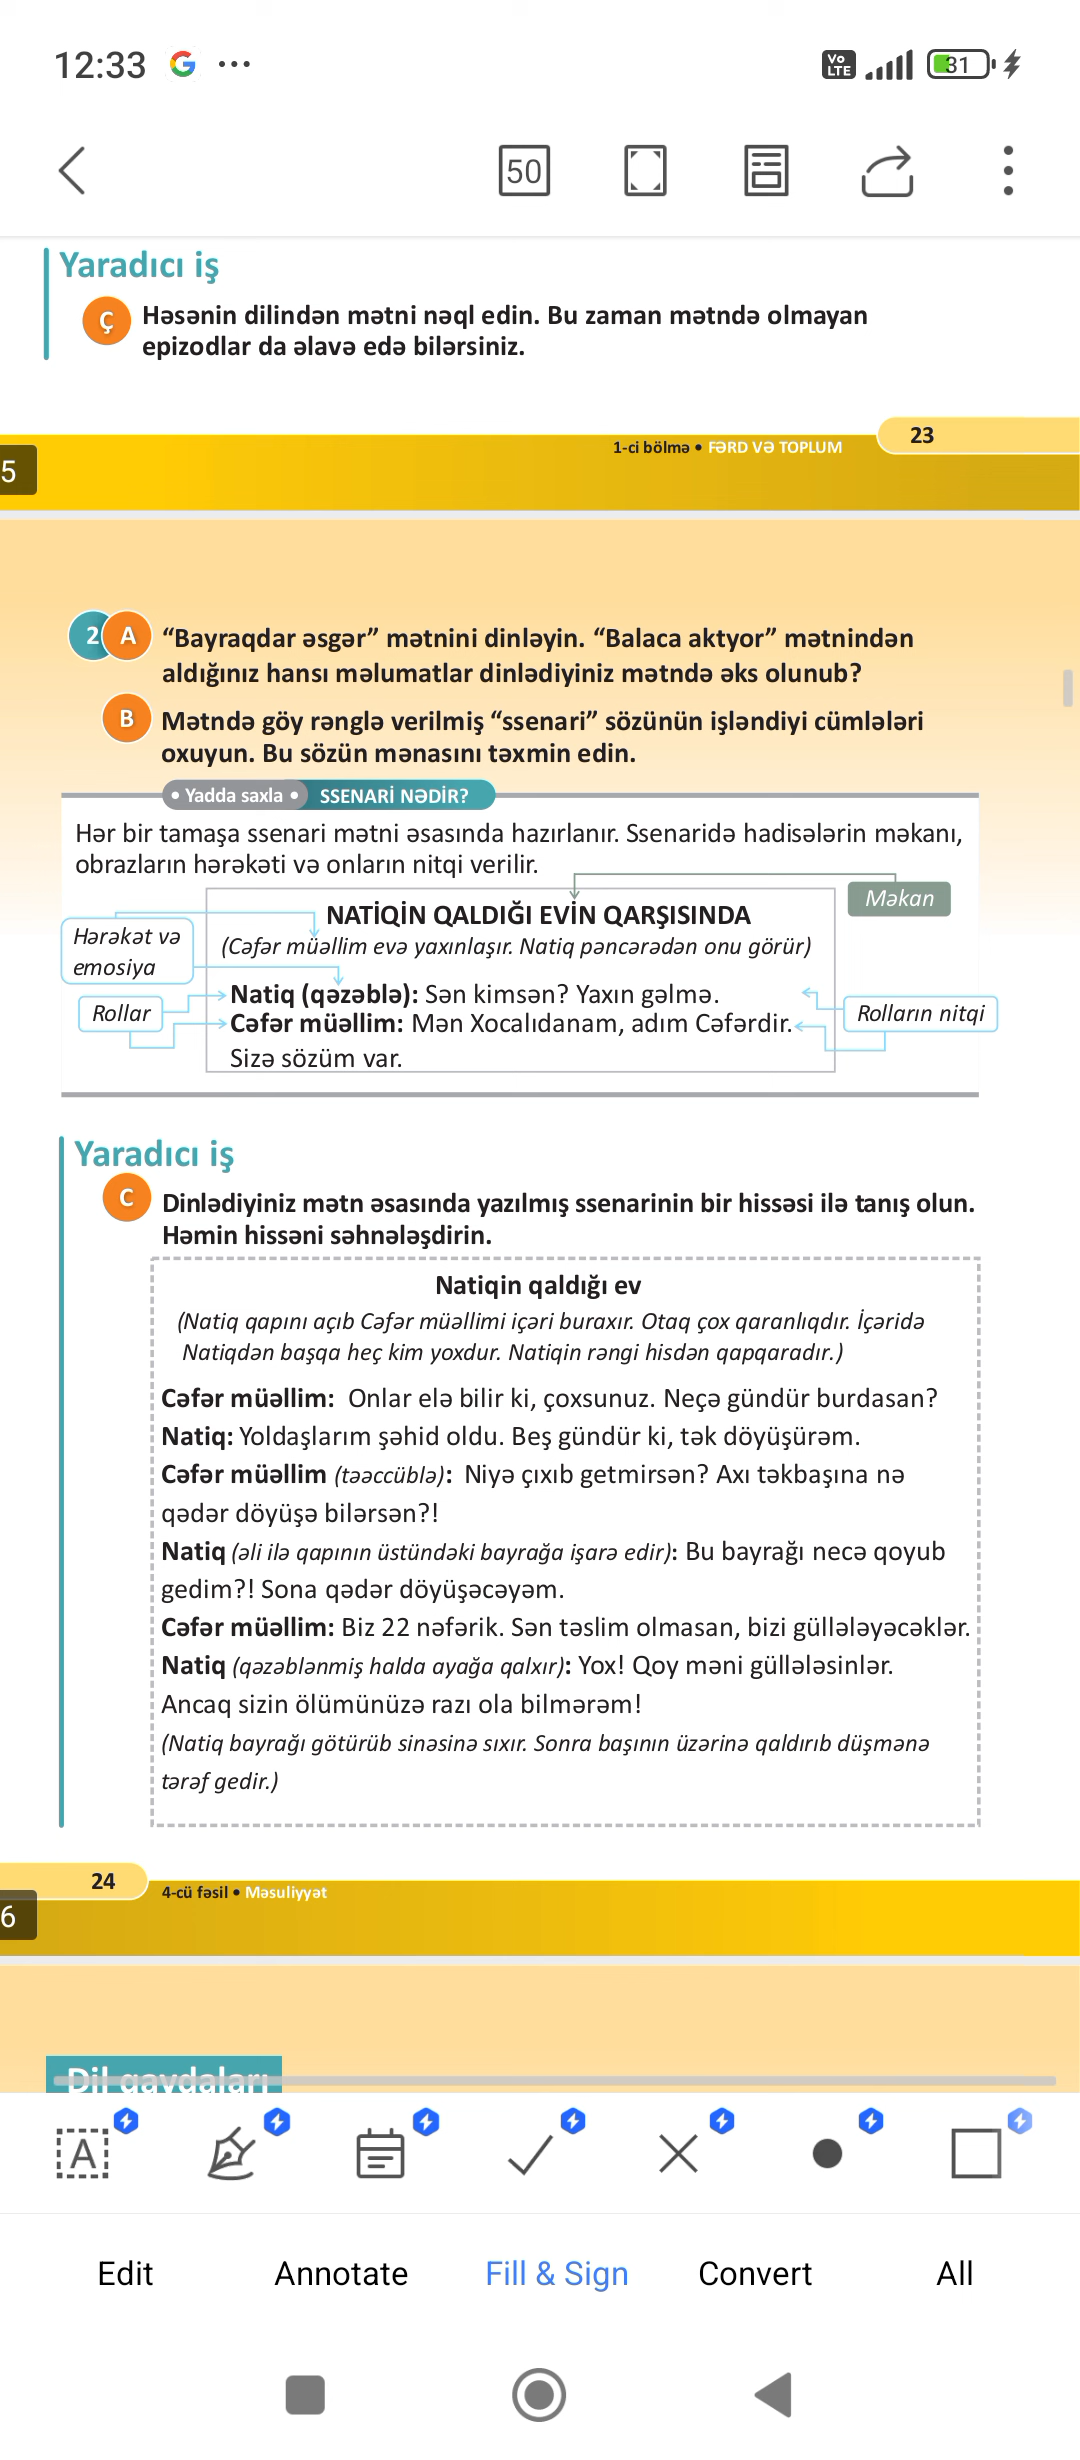 12:33
Vo
LTE
31
50
Yaradıcı iş
Ç
Həsənin dilindən mətni nəql edin. Bu zaman mətndə olmayan
epizodlar da əlavə edə bilərsiniz.
23
1-ci bölmə • FƏRD VƏ TOPLUM
5
2 A
“Bayraqdar əsgər” mətnini dinləyin. “Balaca aktyor” mətnindən
aldığınız hansı məlumatlar dinlədiyiniz mətndə əks olunub?
B
Mətndə göy rənglə verilmiş “ssenari” sözünün işləndiyi cümlələri
oxuyun. Bu sözün mənasını təxmin edin.
• Yadda saxla • SSENARİ NƏDİR?
Hər bir tamaşa ssenari mətni əsasında hazırlanır. Ssenaridə hadisələrin məkanı,
obrazların hərəkəti və onların nitqi verilir.
Məkan
NATİQİN QALDIĞI EVİN QARŞISINDA
Hərəkət və
emosiya
(Cəfər müəllim evə yaxınlaşır. Natiq pəncərədən onu görür)
Natiq (qəzəblə): Sən kimsən? Yaxın gəlmə.
Rollar
Rolların nitqi
Cəfər müəllim: Mən Xocalıdanam, adım Cəfərdir.
Sizə sözüm var.
Yaradıcı iş
C
Dinlədiyiniz mətn əsasında yazılmış ssenarinin bir hissəsi ilə tanış olun.
Həmin hissəni səhnələşdirin.
Natiqin qaldığı ev
(Natiq qapını açıb Cəfər müəllimi içəri buraxır. Otaq çox qaranlıqdır. İçəridə
Natiqdən başqa heç kim yoxdur. Natiqin rəngi hisdən qapqaradır.)
Cəfər müəllim: Onlar elə bilir ki, çoxsunuz. Neçə gündür burdasan?
Natiq: Yoldaşlarım şəhid oldu. Beş gündür ki, tək döyüşürəm.
Cəfər müəllim (təəccüblə): Niyə çıxıb getmirsən? Axı təkbaşına nə
qədər döyüşə bilərsən?!
Natiq (əli ilə qapının üstündəki bayrağa işarə edir): Bu bayrağı necə qoyub
gedim?! Sona qədər döyüşəcəyəm.
Cəfər müəllim: Biz 22 nəfərik. Sən təslim olmasan, bizi güllələyəcəklər.
Natiq (qəzəblənmiş halda ayağa qalxır): Yox! Qoy məni güllələsinlər.
Ancaq sizin ölümünüzə razı ola bilmərəm!
(Natiq bayrağı götürüb sinəsinə sıxır. Sonra başının üzərinə qaldırıb düşmənə
tərəf gedir.)
24
4-cü fəsil • Məsuliyyət
6
Dil qaydaları
A
Edit
Annotate
Fill & Sign
Convert
All